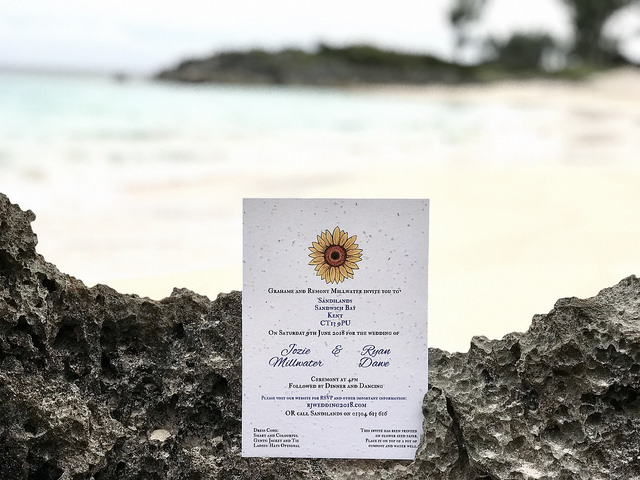 Grahame and Remony Millwater invite you to
Sandilands
Sandwich Bay
Kent
CT13 9PU
On Saturday 9th June 2018 for the wedding of
Jozie & Ryan
Millwater Dawe
Ceremony at 4pm
Followed by Dinner and Dancing
Please visit our website for RSVP and other important information:
rjwedding2018.com
OR call Sandilands on 01304 613 616
Dress Code:
Smart and Colourful
Gents: Jacket and Tie
Ladies: Hats Optional
This invite has been printed
on flower seed paper.
Place it on top of a pot of
compost and water well.